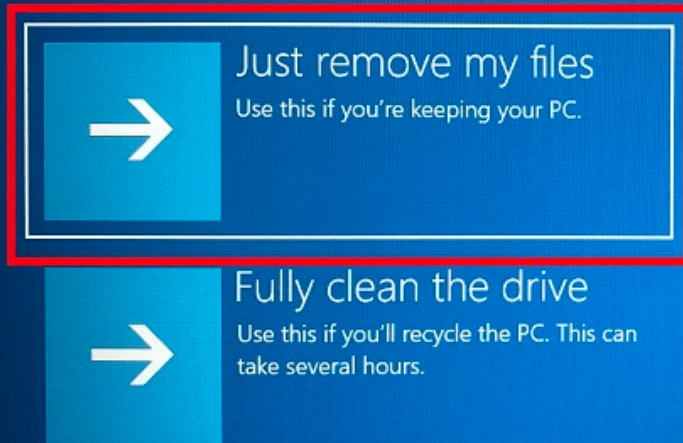 Just remove my files
Use this if you're keeping your PC.
Fully clean the drive
Use this if you'll recycle the PC. This can
take several hours.